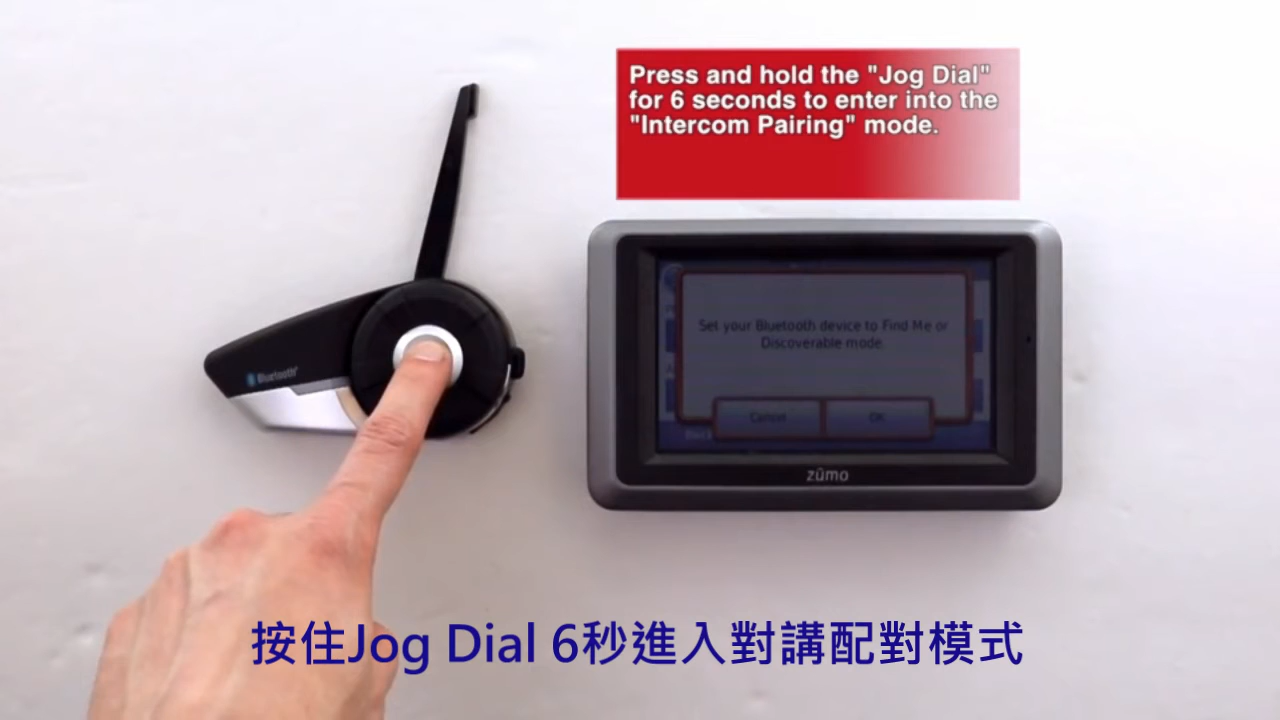 Press and hold the "Jog Dial"
for 6 seconds to enter into the
"Intercom Pairing" mode.
Set your Bluetooth device to Find Me or
Discoverable mode.
Cancel
OK
zūmo
Bluetooth
按住Jog Dial 6秒進入對講配對模式